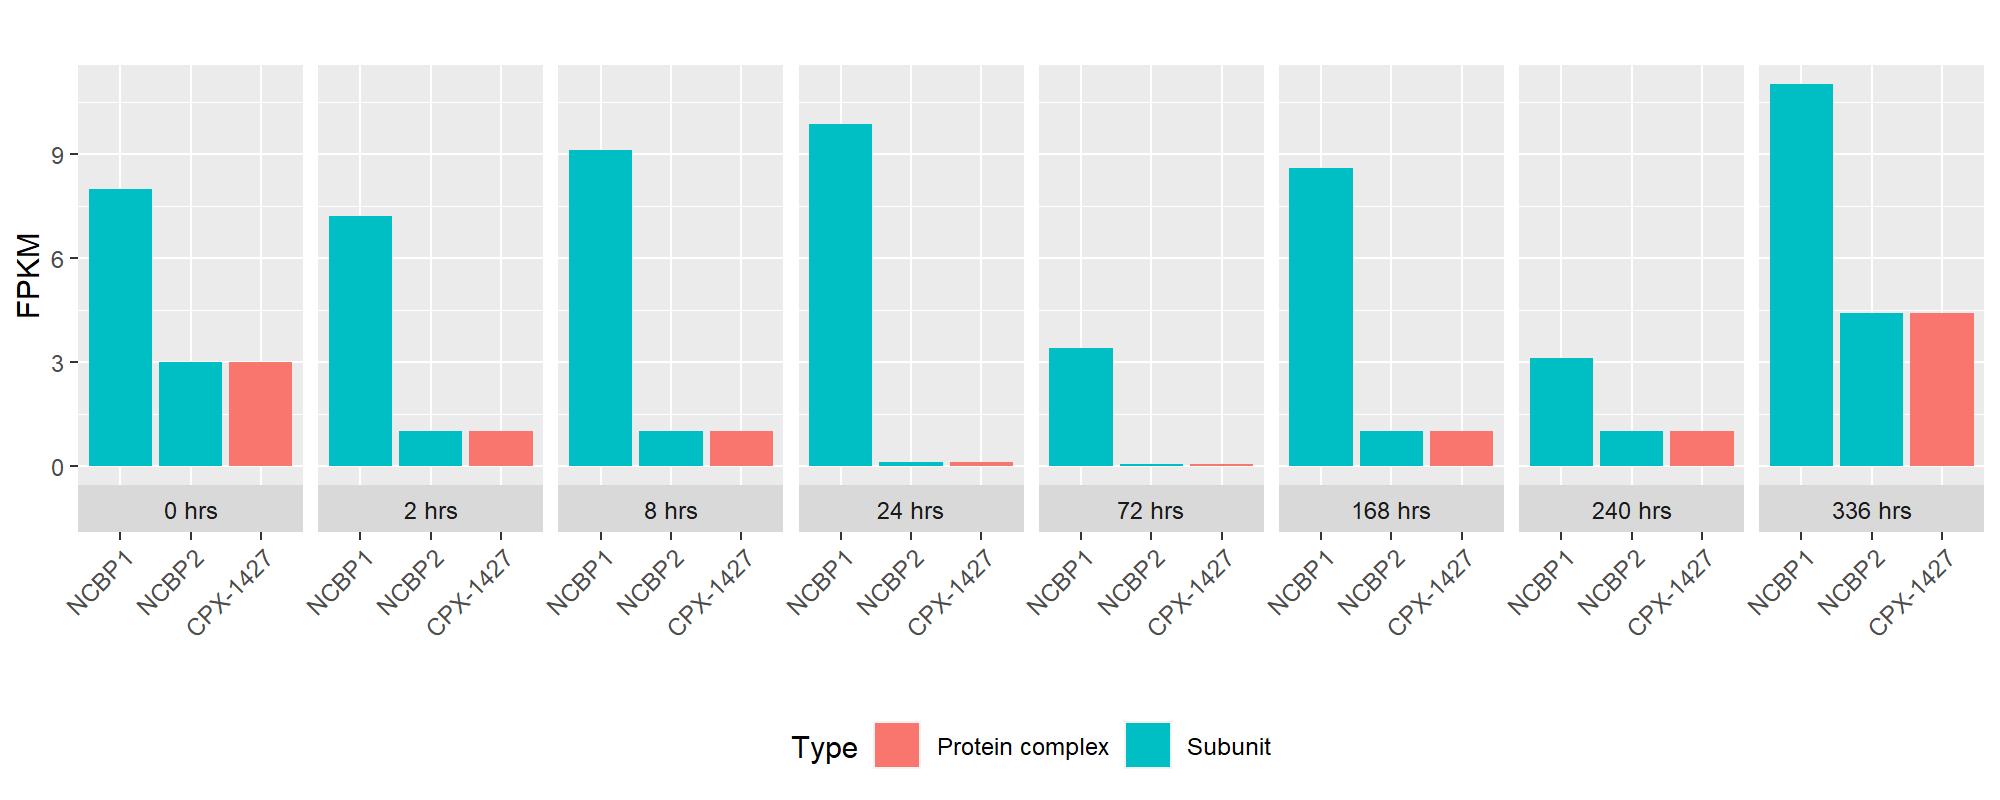 FPKM
9
6
3
0
0 hrs 2 hrs 8 hrs 24 hrs 72 hrs 168 hrs 240 hrs 336 hrs
NCBP1 NCBP2 CPX-1427 NCBP1 NCBP2 CPX-1427 NCBP1 NCBP2 CPX-1427 NCBP1 NCBP2 CPX-1427 NCBP1 NCBP2 CPX-1427 NCBP1 NCBP2 CPX-1427 NCBP1 NCBP2 CPX-1427 NCBP1 NCBP2 CPX-1427
Type Protein complex Subunit